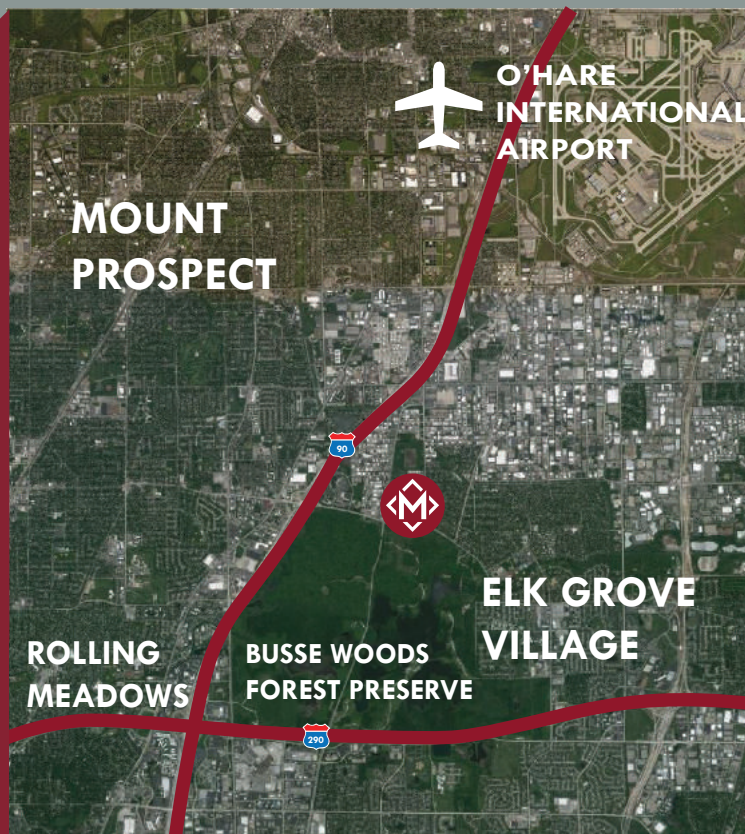 O'HARE
INTERNATIONAL
AIRPORT
MOUNT
PROSPECT
90
M
ELK GROVE
VILLAGE
ROLLING
MEADOWS
BUSSE WOODS
FOREST PRESERVE
290